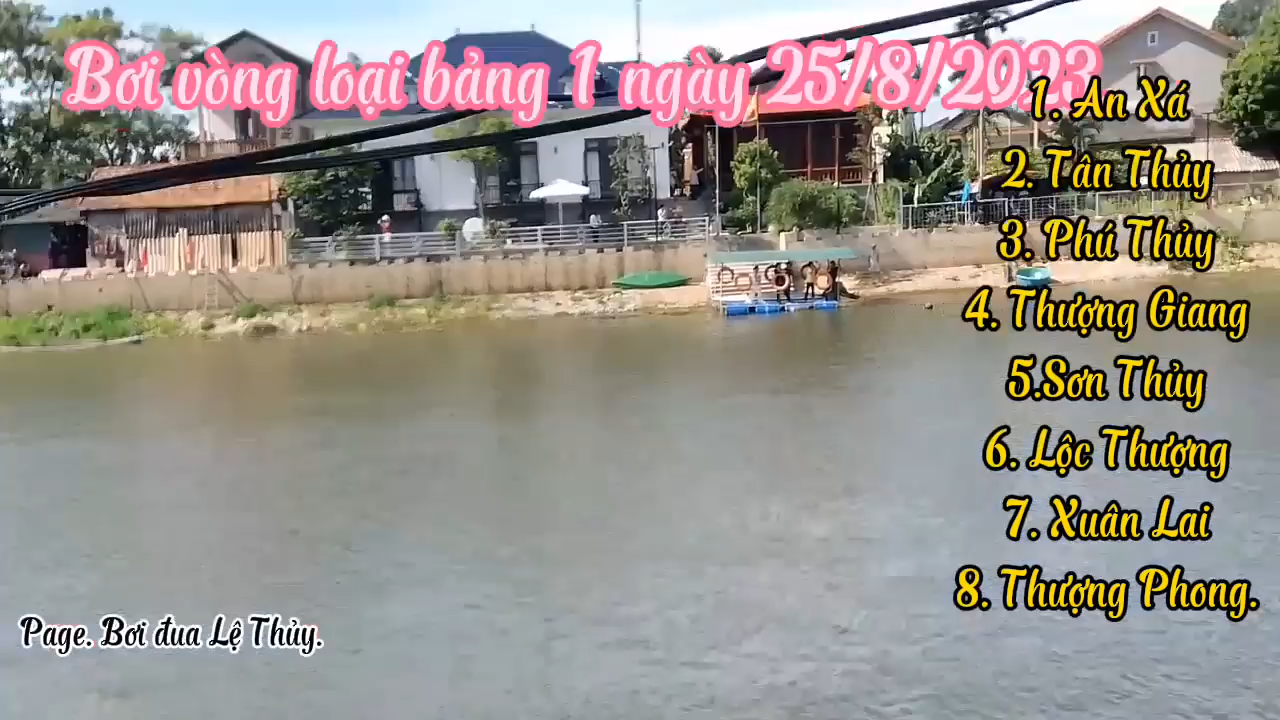 Bơi vòng loại bảng 1 ngày 25/8/2023
1. An Xá
2. Tân Thủy
3. Phú Thủy
4. Thượng Giang
5.Sơn Thủy
6. Lộc Thượng
7. Xuân Lai
8. Thượng Phong.
Page. Bơi đua Lệ Thủy.